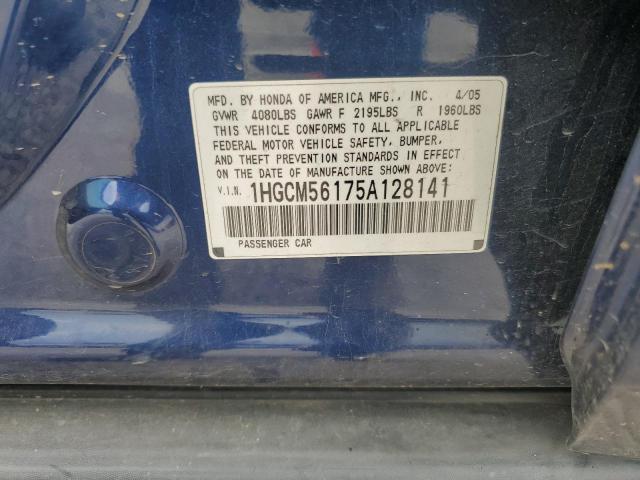 MFD. BY HONDA OF AMERICA MFG., INC. 4/05
GVWR 4080LBS GAWR F 2195LBS R 1960LBS
THIS VEHICLE CONFORMS TO ALL APPLICABLE
FEDERAL MOTOR VEHICLE SAFETY, BUMPER,
AND THEFT PREVENTION STANDARDS IN EFFECT
ON THE DATE OF MANUFACTURE SHOWN ABOVE:
V.I.N. 1HGCM56175A128141
PASSENGER CAR